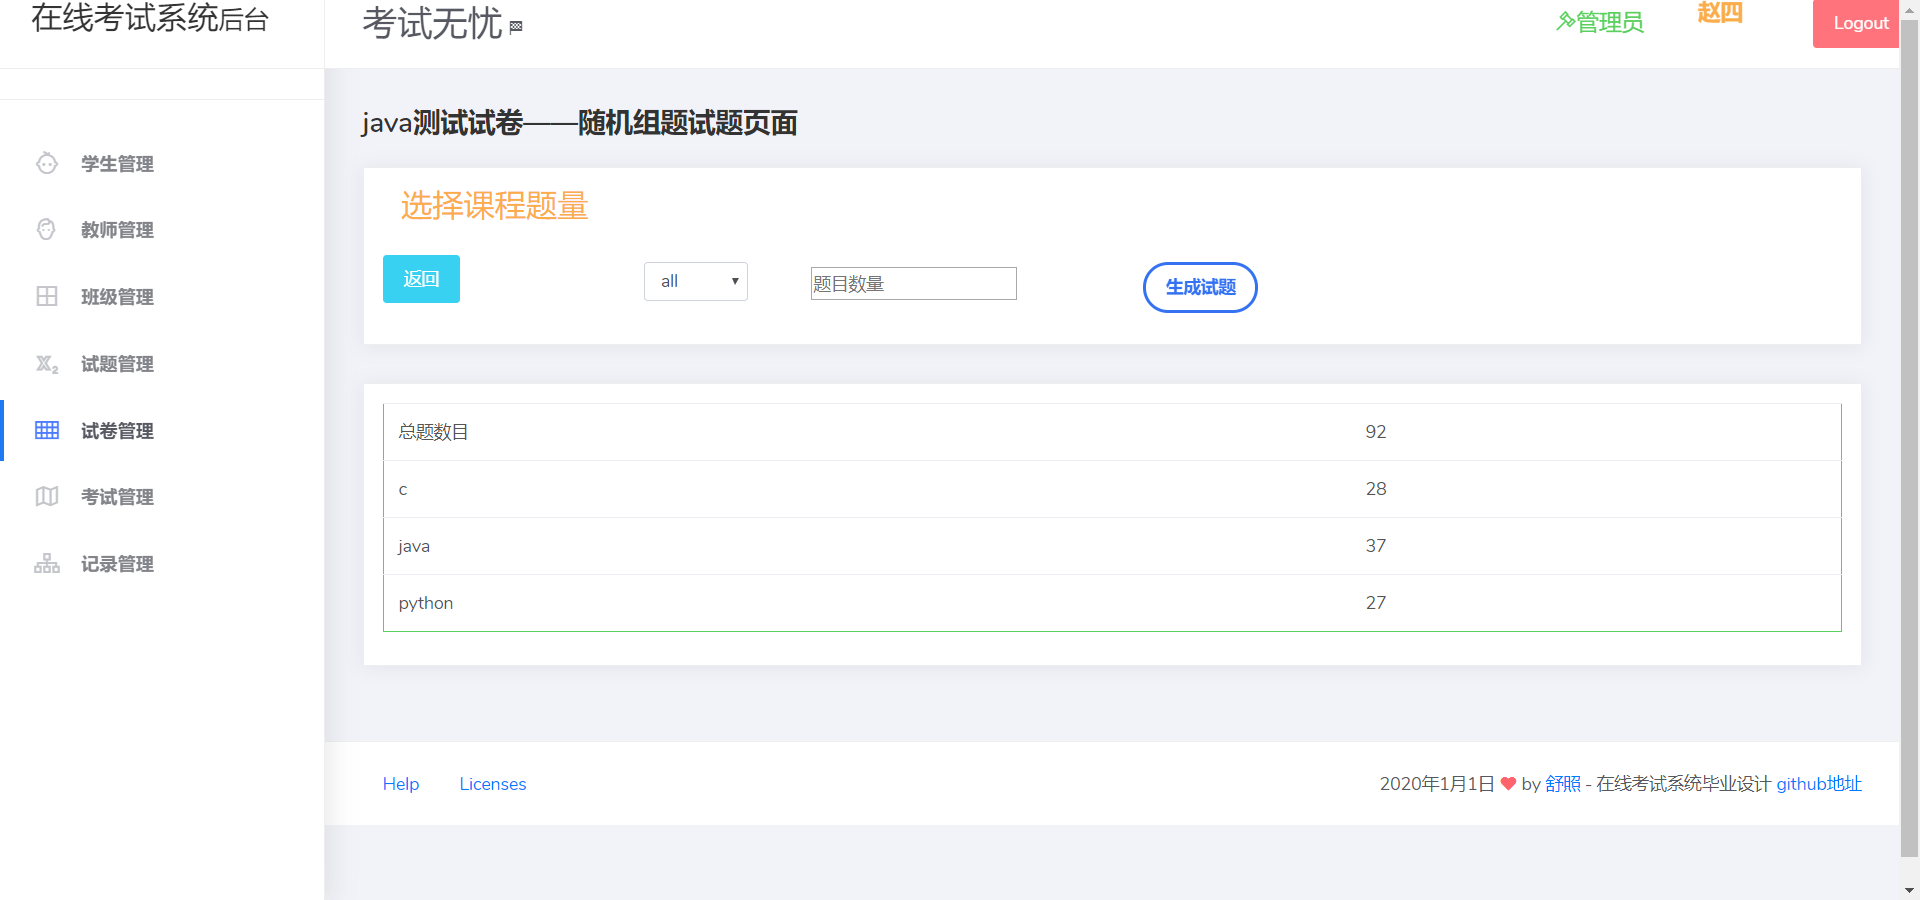 在线考试系统后台
考试无忧
管理员
赵四
Logout
学生管理
教师管理
班级管理
试题管理
试卷管理
考试管理
记录管理
java测试试卷——随机组题试题页面
选择课程题量
返回
all
题目数量
生成试题
总题数目 92
c 28
java 37
python 27
Help Licenses
2020年1月1日 ❤ by 舒照 - 在线考试系统毕业设计 github地址